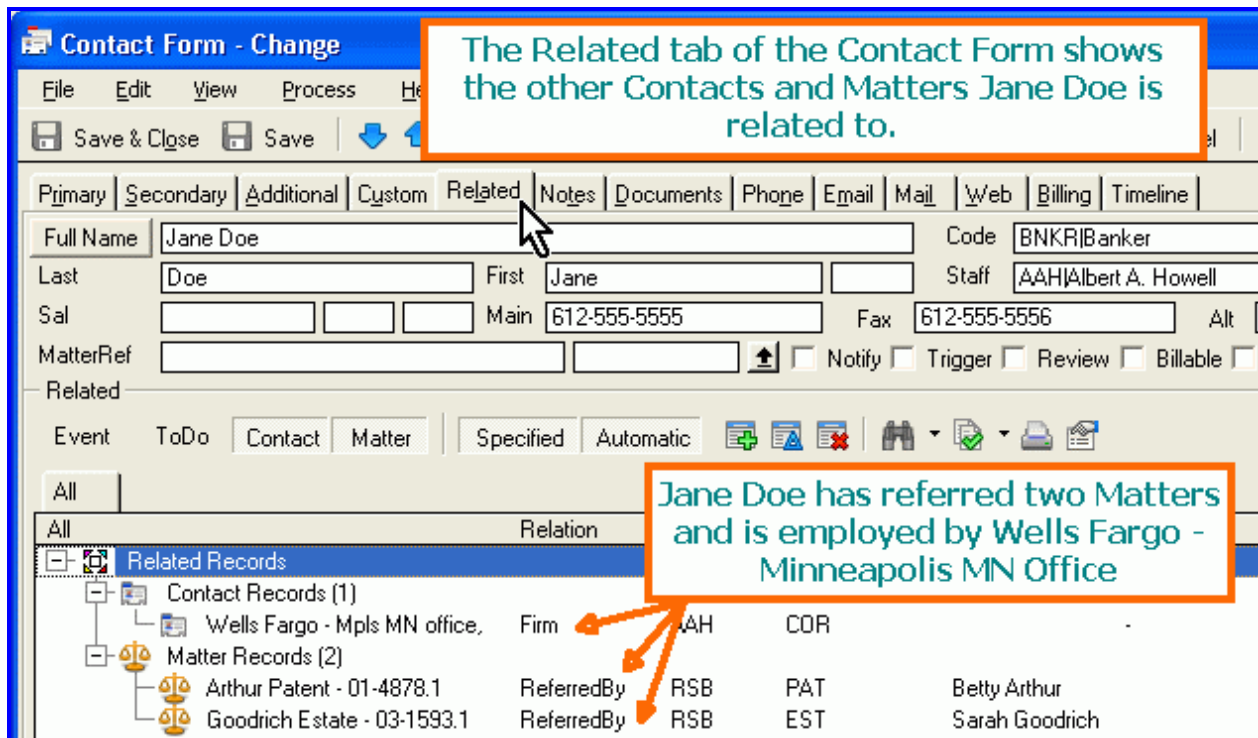 Contact Form - Change
The Related tab of the Contact Form shows
the other Contacts and Matters Jane Doe is
related to.
File Edit View Process He
Save & Close Save el
Primary Secondary Additional Custom Related Notes Documents Phone Email Mail Web Billing Timeline
Full Name Jane Doe Code BNKR|Banker
Last Doe First Jane Staff AAH|Albert A. Howell
Sal Main 612-555-5555 Fax 612-555-5556 Alt
MatterRef Notify Trigger Review Billable
Related
Event ToDo Contact Matter Specified Automatic
All
Jane Doe has referred two Matters
and is employed by Wells Fargo -
Minneapolis MN Office
All Relation
Related Records
Contact Records (1)
Wells Fargo - Mpls MN office, Firm AAH COR -
Matter Records (2)
Arthur Patent - 01-4878.1 ReferredBy RSB PAT Betty Arthur
Goodrich Estate - 03-1593.1 ReferredBy RSB EST Sarah Goodrich